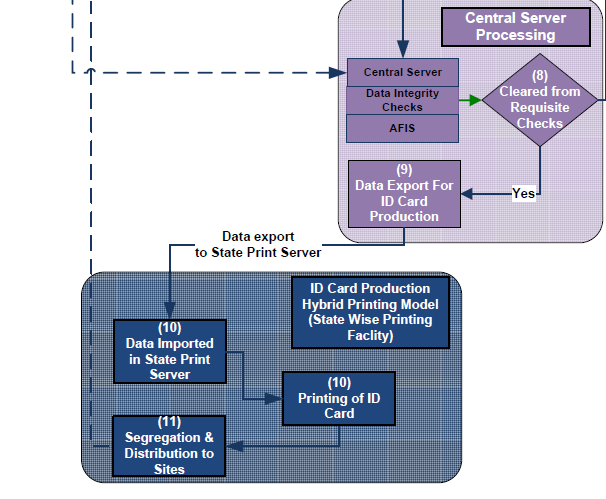 Central Server
Processing
Central Server
Data Integrity
Checks
AFIS
(8)
Cleared from
Requisite
Checks
(9)
Data Export For
ID Card
Production
Yes
Data export
to State Print Server
ID Card Production
Hybrid Printing Model
(State Wise Printing
Faclity)
(10)
Data Imported
in State Print
Server
(10)
Printing of ID
Card
(11)
Segregation &
Distribution to
Sites